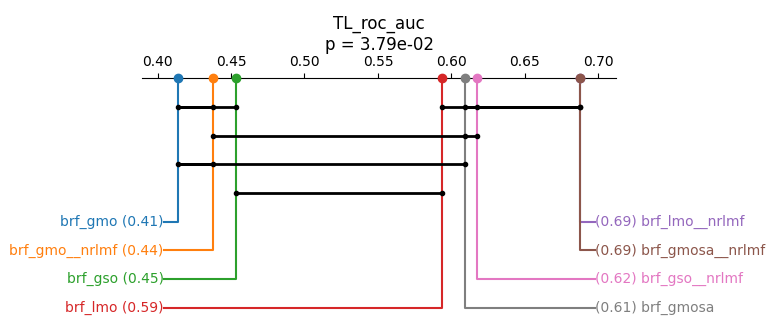 TL_roc_auc
p = 3.79e-02
0.40 0.45 0.50 0.55 0.60 0.65 0.70
brf_gmo (0.41) (0.69) brf_lmo__nrlmf
brf_gmo__nrlmf (0.44) (0.69) brf_gmosa__nrlmf
brf_gso (0.45) (0.62) brf_gso__nrlmf
brf_lmo (0.59) (0.61) brf_gmosa